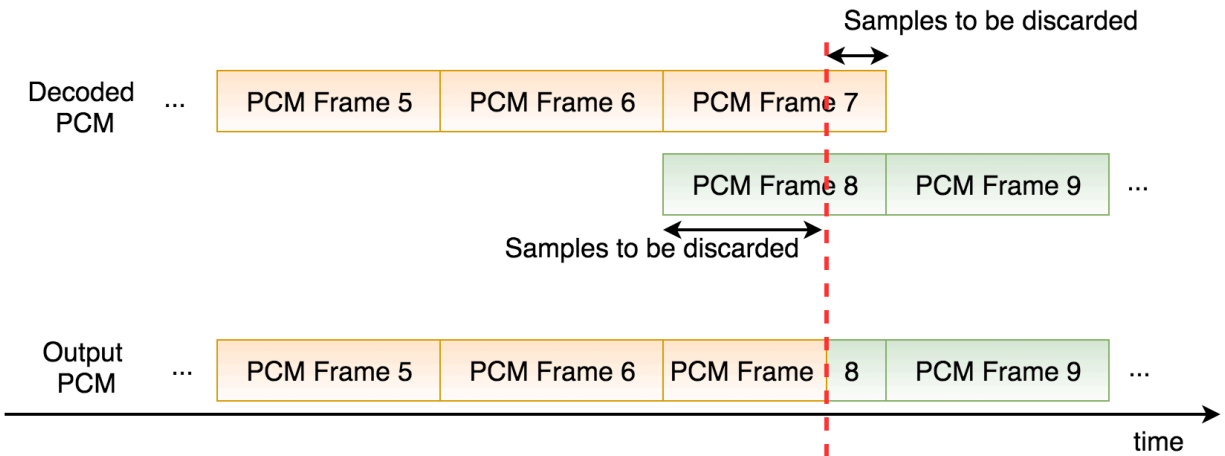 Samples to be discarded
Decoded
PCM
...
PCM Frame 5
PCM Frame 6
PCM Frame 7
PCM Frame 8
PCM Frame 9
...
Samples to be discarded
Output
PCM
...
PCM Frame 5
PCM Frame 6
PCM Frame
8
PCM Frame 9
...
time